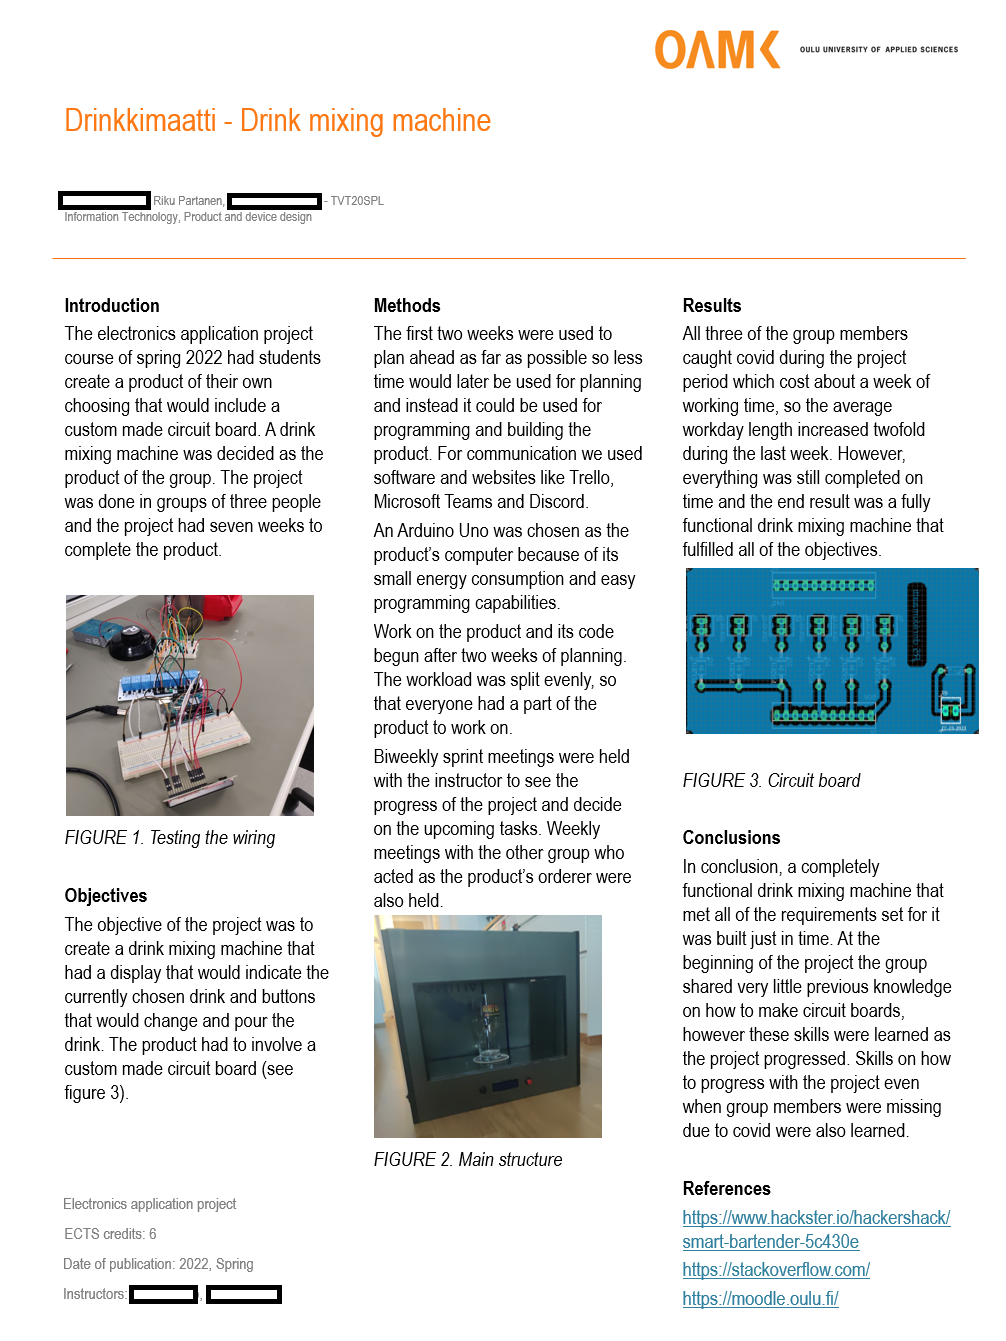 OAMK OULU UNIVERSITY OF APPLIED SCIENCES
Drinkkimaatti - Drink mixing machine
Riku Partanen, - TVT20SPL
Information Technology, Product and device design
Introduction
The electronics application project
course of spring 2022 had students
create a product of their own
choosing that would include a
custom made circuit board. A drink
mixing machine was decided as the
product of the group. The project
was done in groups of three people
and the project had seven weeks to
complete the product.
FIGURE 1. Testing the wiring
Objectives
The objective of the project was to
create a drink mixing machine that
had a display that would indicate the
currently chosen drink and buttons
that would change and pour the
drink. The product had to involve a
custom made circuit board (see
figure 3).
Electronics application project
ECTS credits: 6
Date of publication: 2022, Spring
Instructors: ,
Methods
The first two weeks were used to
plan ahead as far as possible so less
time would later be used for planning
and instead it could be used for
programming and building the
product. For communication we used
software and websites like Trello,
Microsoft Teams and Discord.
An Arduino Uno was chosen as the
product’s computer because of its
small energy consumption and easy
programming capabilities.
Work on the product and its code
begun after two weeks of planning.
The workload was split evenly, so
that everyone had a part of the
product to work on.
Biweekly sprint meetings were held
with the instructor to see the
progress of the project and decide
on the upcoming tasks. Weekly
meetings with the other group who
acted as the product’s orderer were
also held.
FIGURE 2. Main structure
Results
All three of the group members
caught covid during the project
period which cost about a week of
working time, so the average
workday length increased twofold
during the last week. However,
everything was still completed on
time and the end result was a fully
functional drink mixing machine that
fulfilled all of the objectives.
FIGURE 3. Circuit board
Conclusions
In conclusion, a completely
functional drink mixing machine that
met all of the requirements set for it
was built just in time. At the
beginning of the project the group
shared very little previous knowledge
on how to make circuit boards,
however these skills were learned as
the project progressed. Skills on how
to progress with the project even
when group members were missing
due to covid were also learned.
References
https://www.hackster.io/hackershack/
smart-bartender-5c430e
https://stackoverflow.com/
https://moodle.oulu.fi/